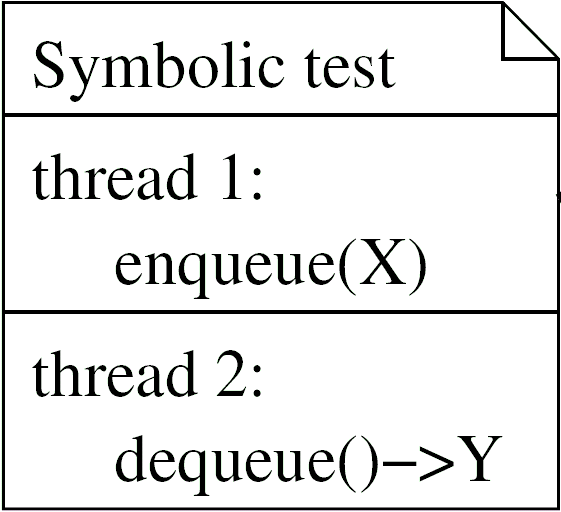 Symbolic test
thread 1:
enqueue(X)
thread 2:
dequeue()−>Y